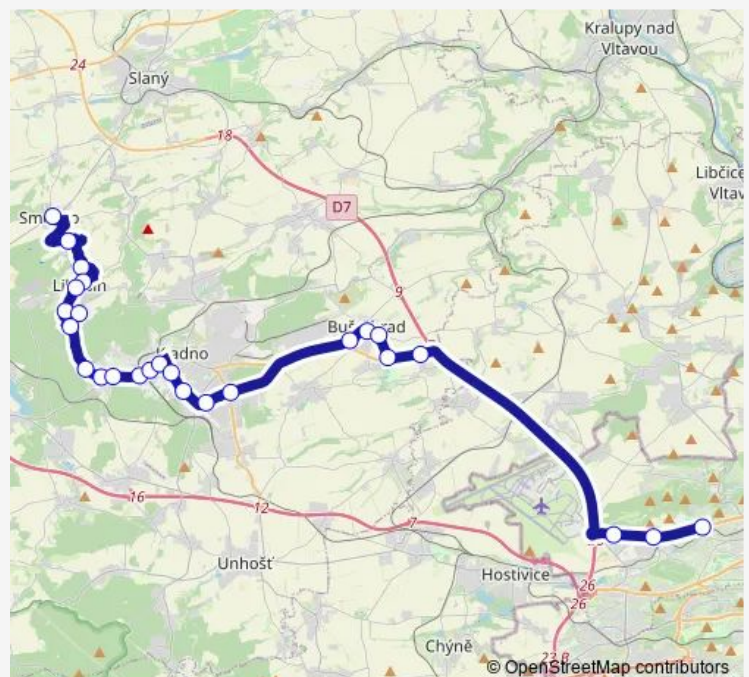 Kralupy nad
Vltavou
24
Slaný
18
Libčice
Vltav
D7
9
16
12
7
Unhošť
Hostivice
26
26
Chýně
23 B
© OpenStreetMap contributors